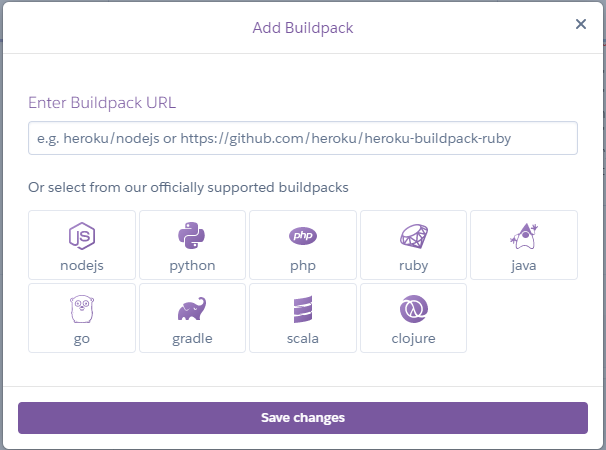 Add Buildpack
Enter Buildpack URL
e.g. heroku/nodejs or https://github.com/heroku/heroku-buildpack-ruby
Or select from our officially supported buildpacks
JS
php
nodejs python php ruby java
go gradle scala clojure
Save changes